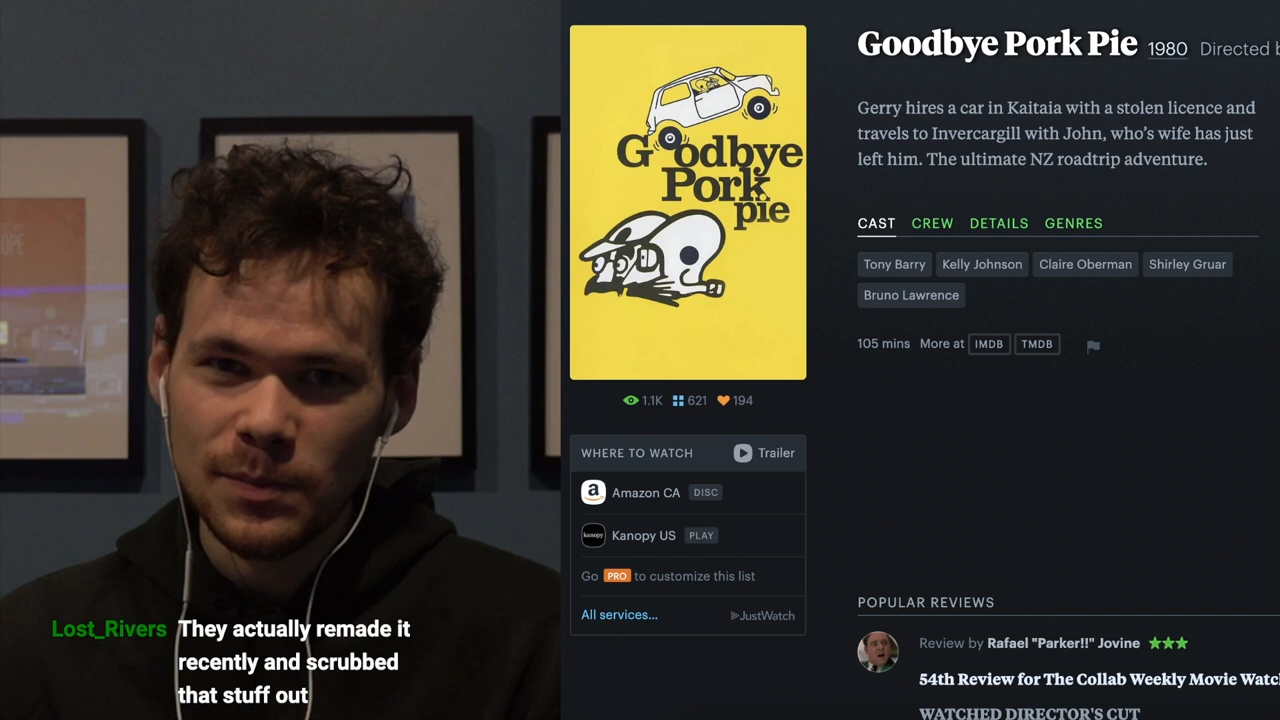 OPE
Lost_Rivers They actually remade it
recently and scrubbed
that stuff out
Goodbye
Pork
pie
1.1K 621 194
WHERE TO WATCH Trailer
a Amazon CA DISC
kanopy Kanopy US PLAY
Go PRO to customize this list
All services... JustWatch
Goodbye Pork Pie 1980 Directed b
Gerry hires a car in Kaitaia with a stolen licence and
travels to Invercargill with John, who's wife has just
left him. The ultimate NZ roadtrip adventure.
CAST CREW DETAILS GENRES
Tony Barry Kelly Johnson Claire Oberman Shirley Gruar
Bruno Lawrence
105 mins More at IMDB TMDB
POPULAR REVIEWS
Review by Rafael "Parker!!" Jovine ★★★
54th Review for The Collab Weekly Movie Watc
WATCHED DIRECTOR'S CUT